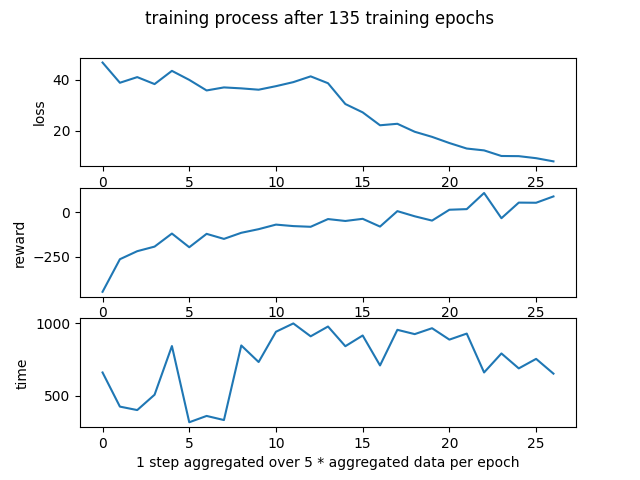 training process after 135 training epochs
40
20
loss
0 5 10 15 20 25
0
−250
reward
0 5 10 15 20 25
1000
500
time
0 5 10 15 20 25
1 step aggregated over 5 * aggregated data per epoch